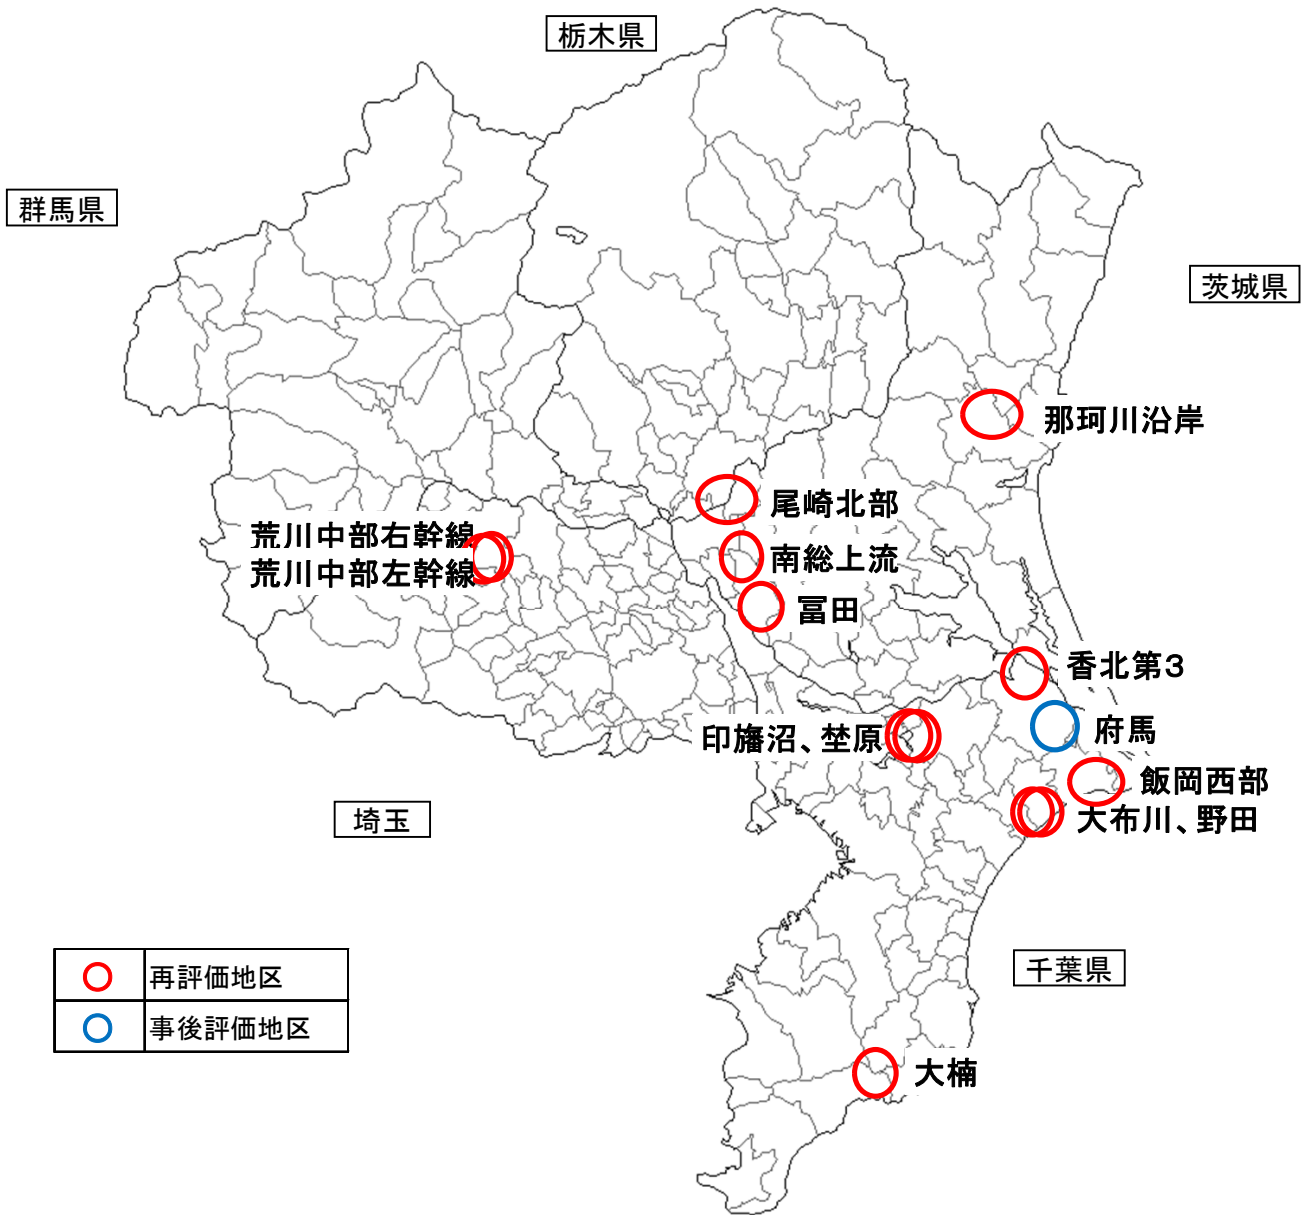 栃木県
群馬県
茨城県
那珂川沿岸
尾崎北部
荒川中部右幹線
南総上流
荒川中部左幹線
冨田
香北第3
府馬
印旛沼、埜原
飯岡西部
埼玉
大布川、野田
千葉県
再評価地区
事後評価地区
大楠